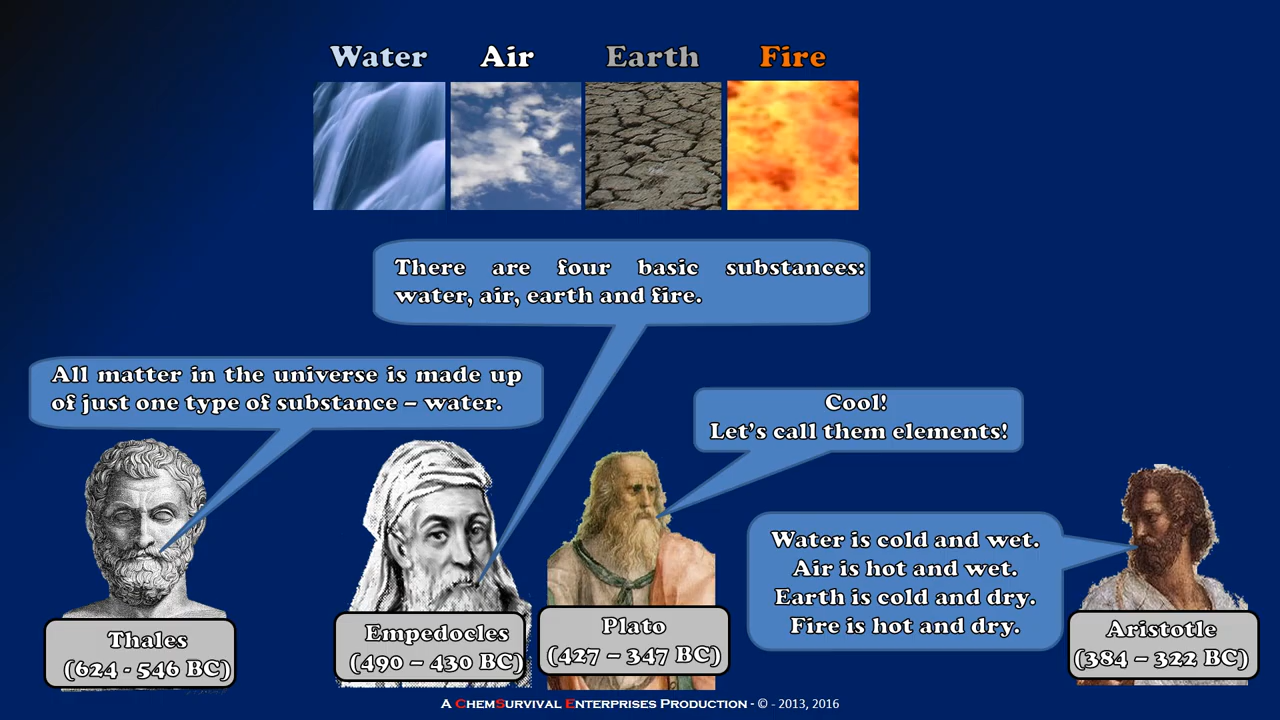 Water Air Earth Fire
There are four basic substances:
water, air, earth and fire.
All matter in the universe is made up
of just one type of substance – water.
Cool!
Let's call them elements!
Water is cold and wet.
Air is hot and wet.
Earth is cold and dry.
Fire is hot and dry.
Thales
(624 - 546 BC)
Empedocles
(490 – 430 BC)
Plato
(427 – 347 BC)
Aristotle
(384 – 322 BC)
A ChemSurvival Enterprises Production - © - 2013, 2016